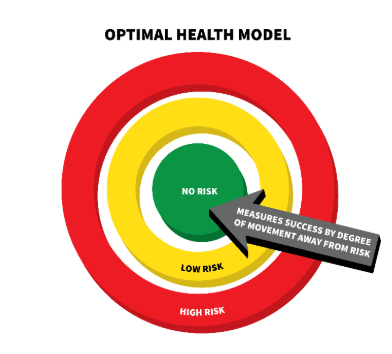 OPTIMAL HEALTH MODEL
NO RISK
MEASURES SUCCESS BY DEGREE
OF MOVEMENT AWAY FROM RISK
LOW RISK
HIGH RISK